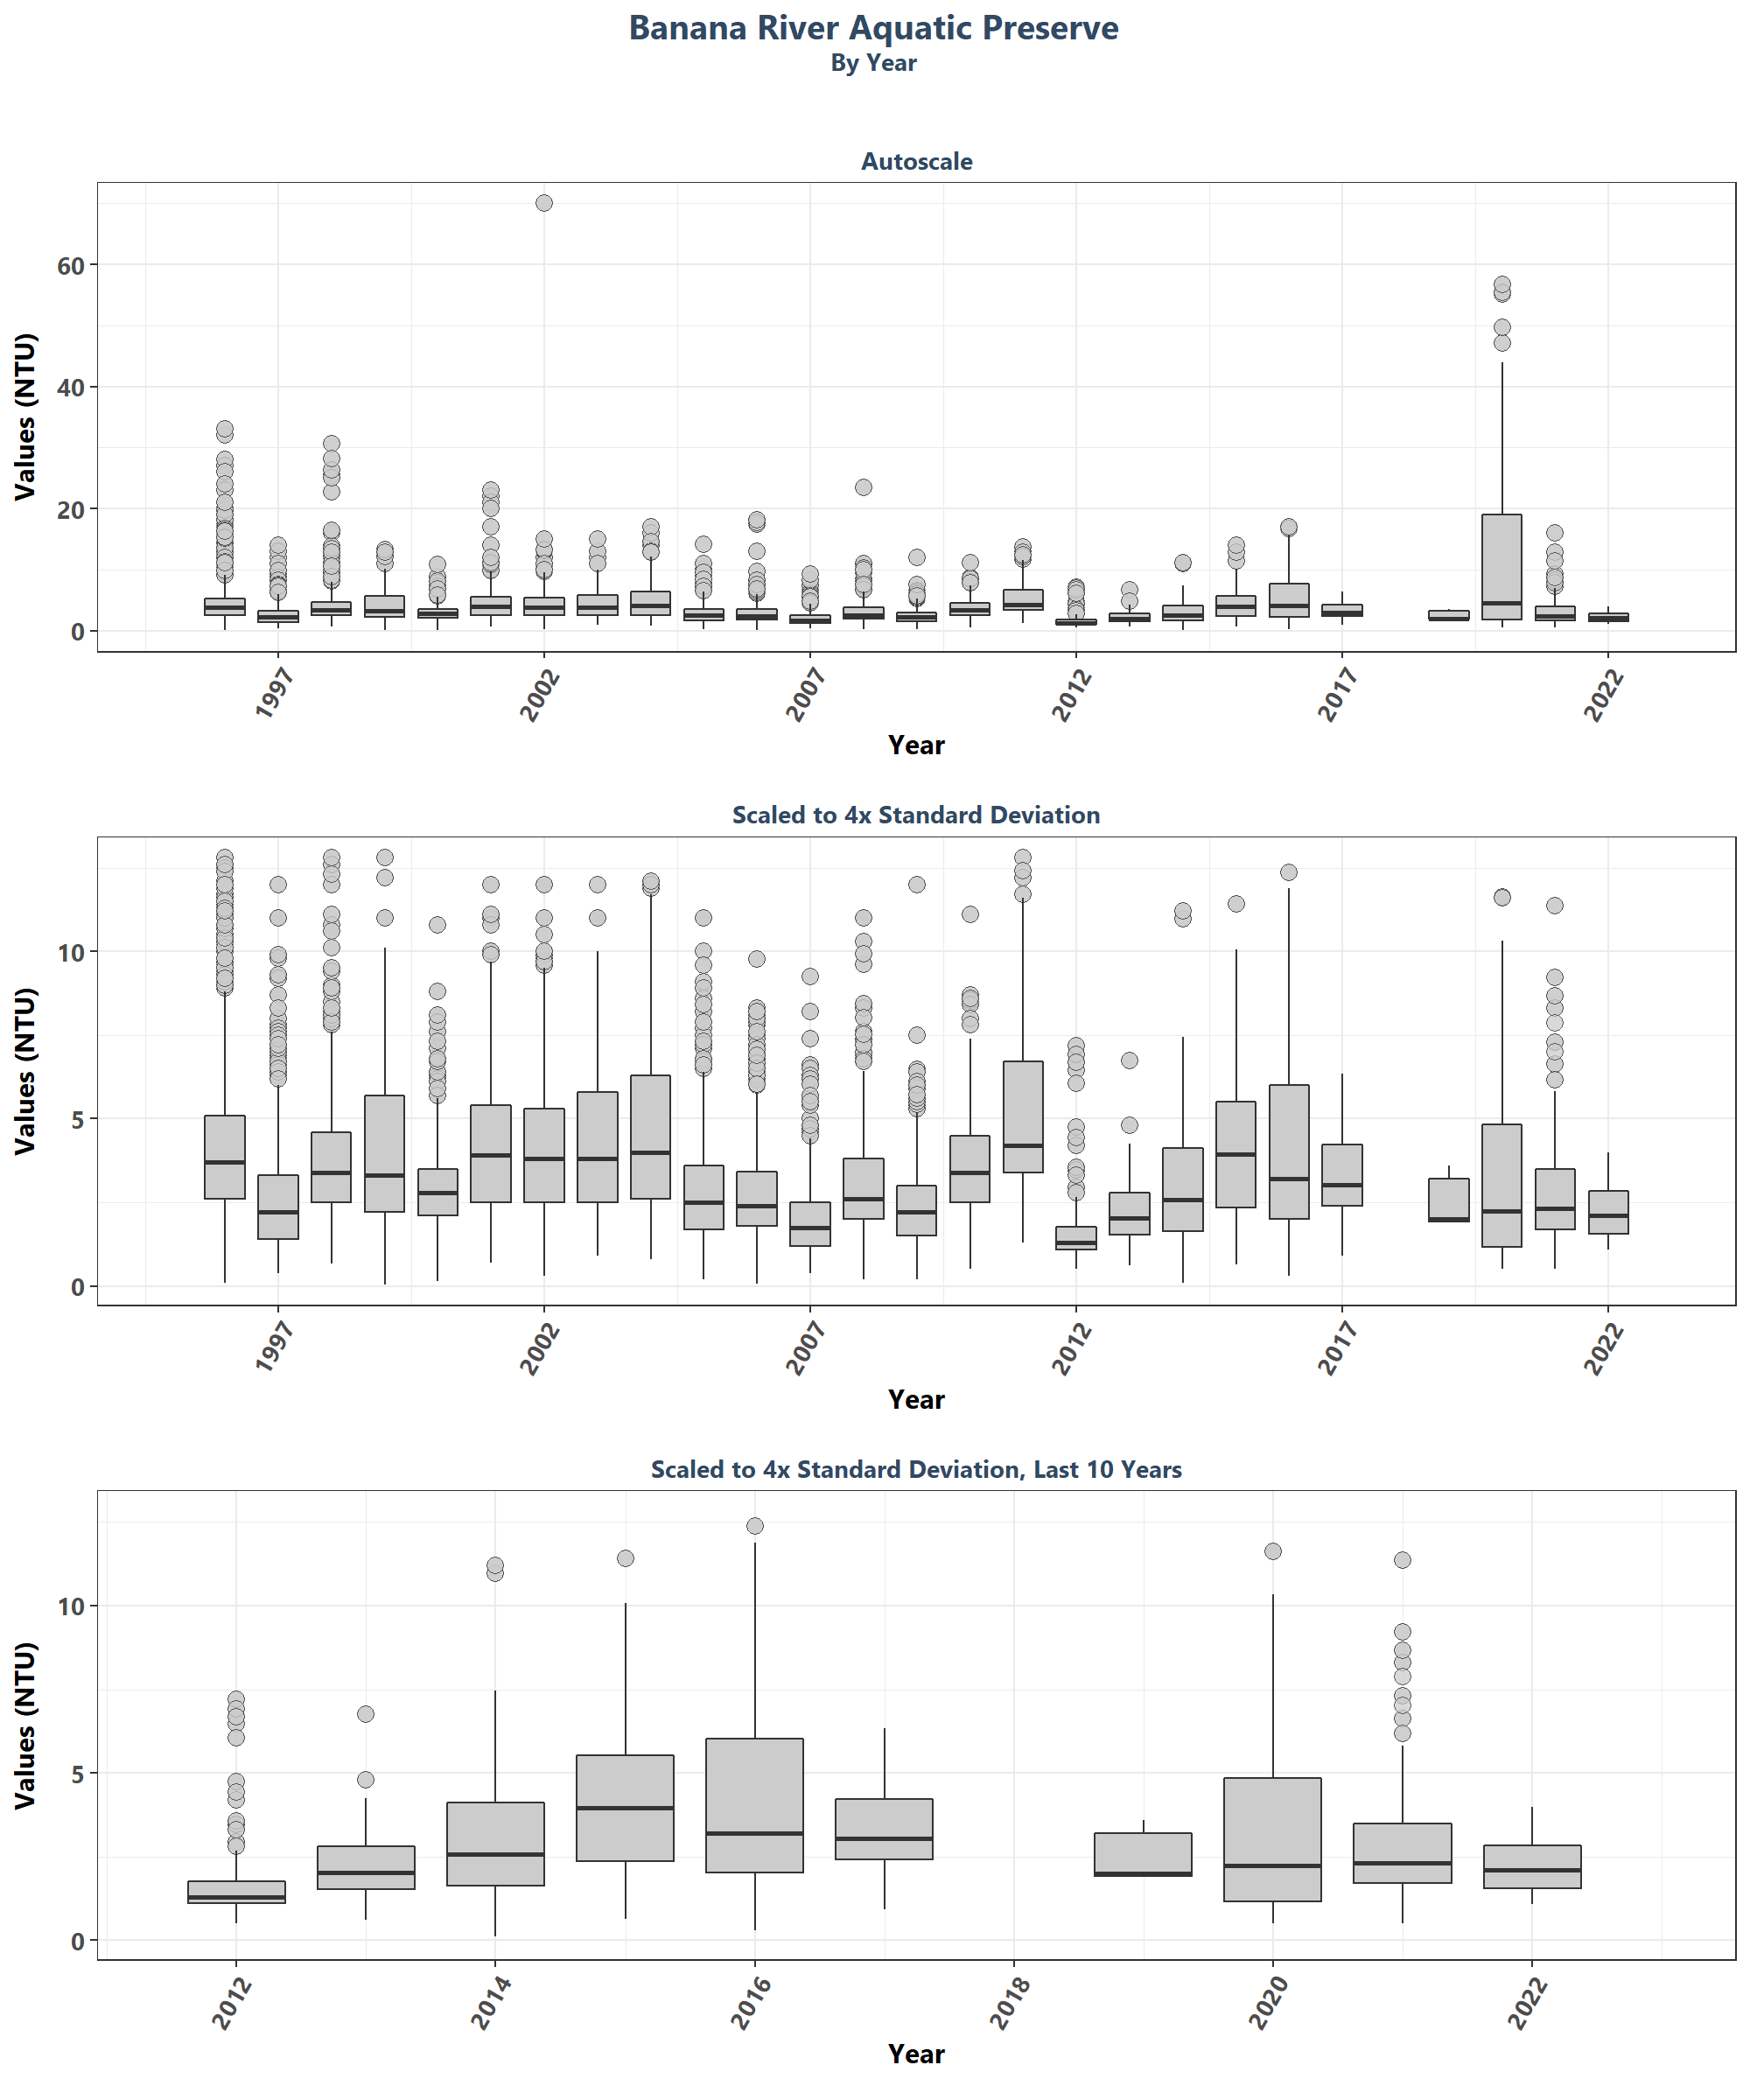 Banana River Aquatic Preserve
By Year
Autoscale
Values (NTU)
60
40
20
0
1997
2002
2007
2012
2017
2022
Year
Scaled to 4x Standard Deviation
Values (NTU)
10
5
0
1997
2002
2007
2012
2017
2022
Year
Scaled to 4x Standard Deviation, Last 10 Years
Values (NTU)
10
5
0
2012
2014
2016
2018
2020
2022
Year